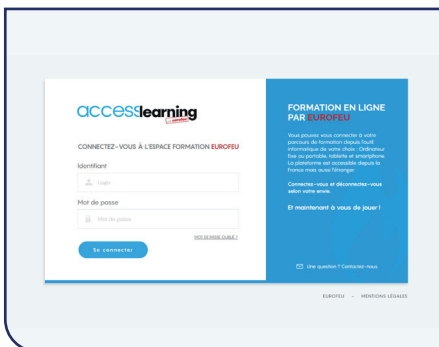 accesslearning
CONNECTEZ-VOUS À L'ESPACE FORMATION EUROFEU
Identifiant
Login
Mot de passe
Mot de passe
MOT DE PASSE OUBLIÉ ?
Se connecter
FORMATION EN LIGNE
PAR EUROFEU
Vous pouvez vous connecter à votre
parcours de formation depuis l'outil
informatique de votre choix : Ordinateur
fixe ou portable, tablette et smartphone.
La plateforme est accessible depuis la
France mais aussi l'étranger
Connectez-vous et déconnectez-vous
selon votre envie.
Et maintenant à vous de jouer !
Une question ? Contactez-nous
EUROFEU - MENTIONS LÉGALES